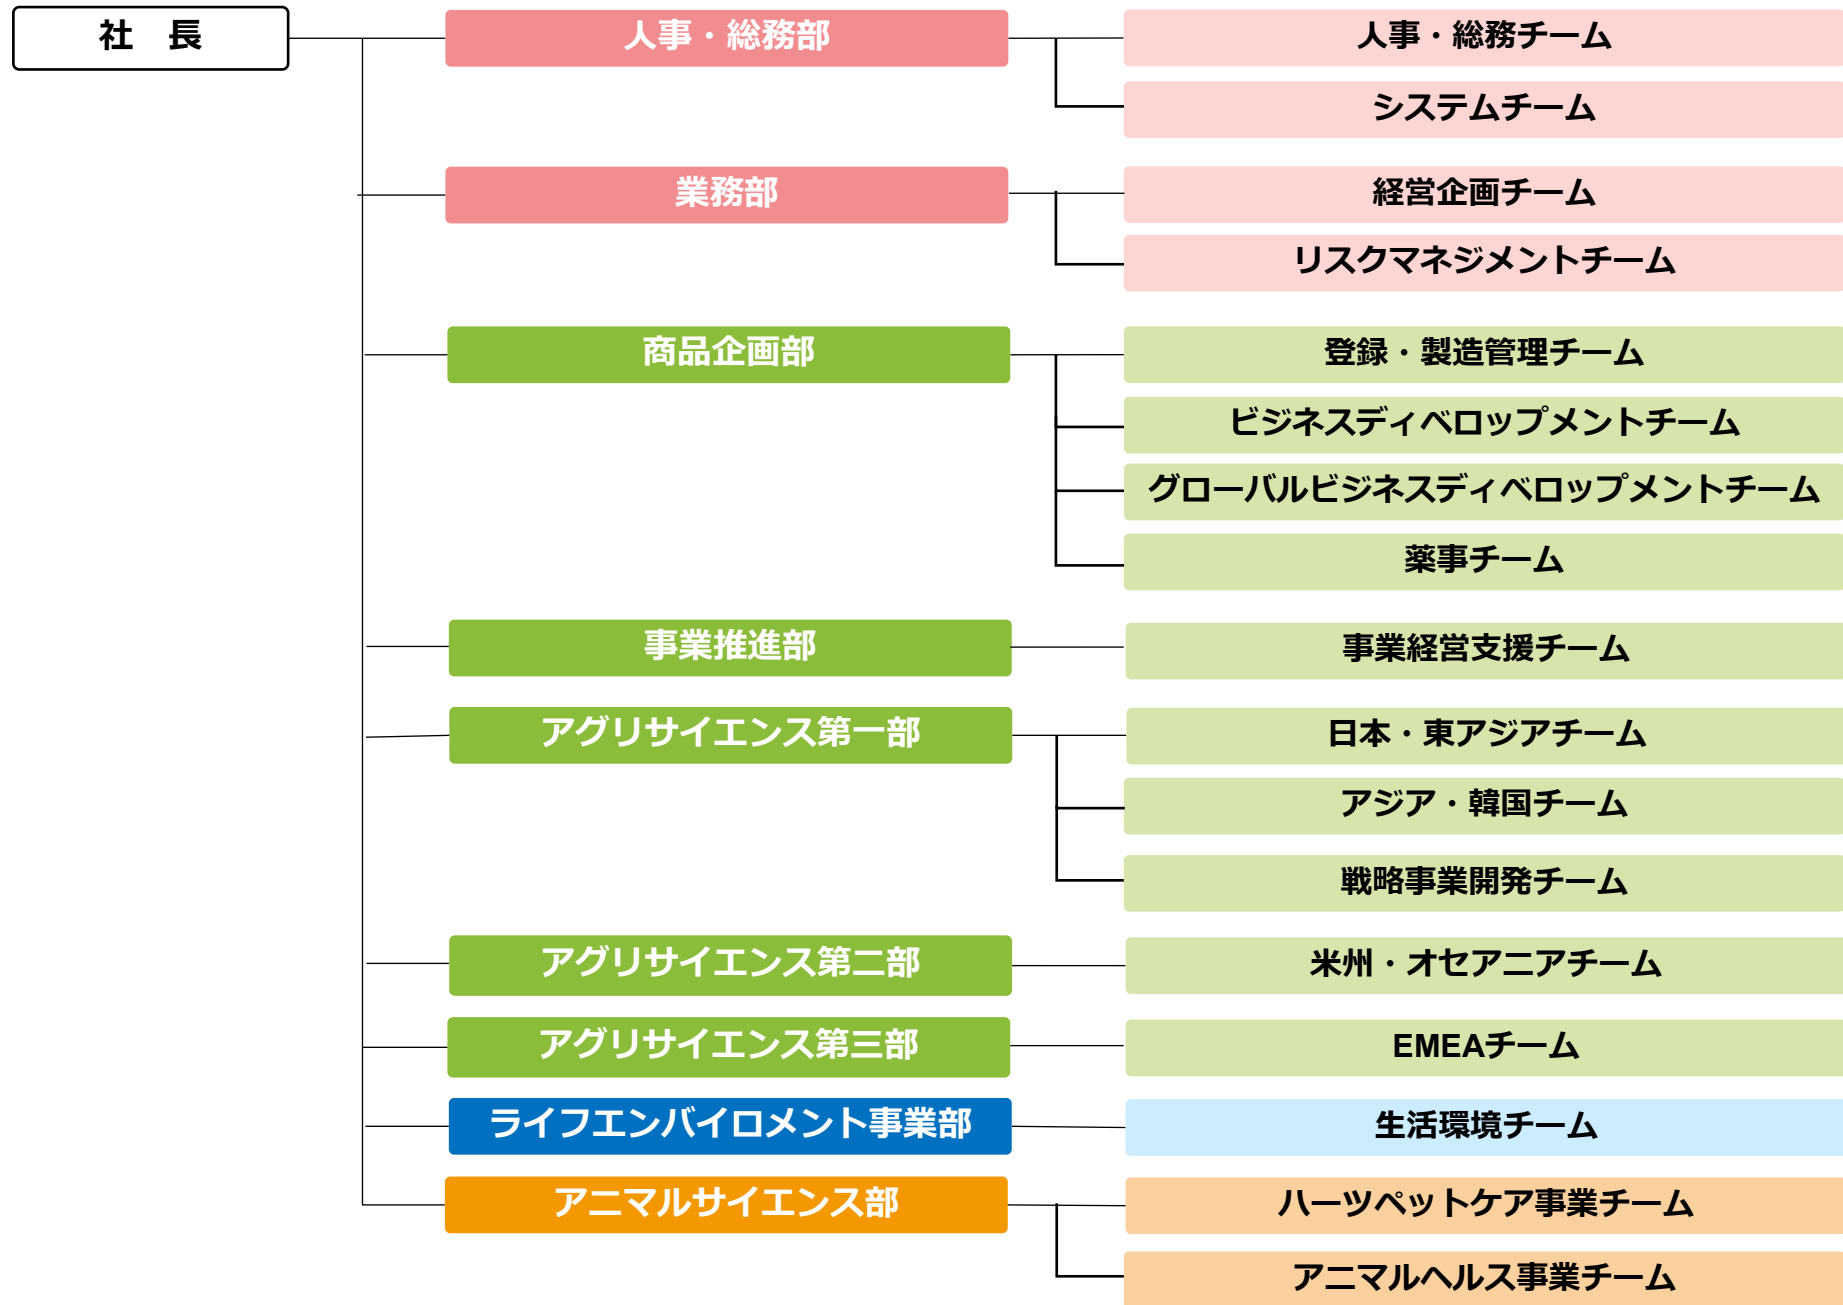 社　長
人事・総務部
人事・総務チーム
システムチーム
業務部
経営企画チーム
リスクマネジメントチーム
商品企画部
登録・製造管理チーム
ビジネスディベロップメントチーム
グローバルビジネスディベロップメントチーム
薬事チーム
事業推進部
事業経営支援チーム
アグリサイエンス第一部
日本・東アジアチーム
アジア・韓国チーム
戦略事業開発チーム
アグリサイエンス第二部
米州・オセアニアチーム
アグリサイエンス第三部
EMEAチーム
ライフエンバイロメント事業部
生活環境チーム
アニマルサイエンス部
ハーツペットケア事業チーム
アニマルヘルス事業チーム